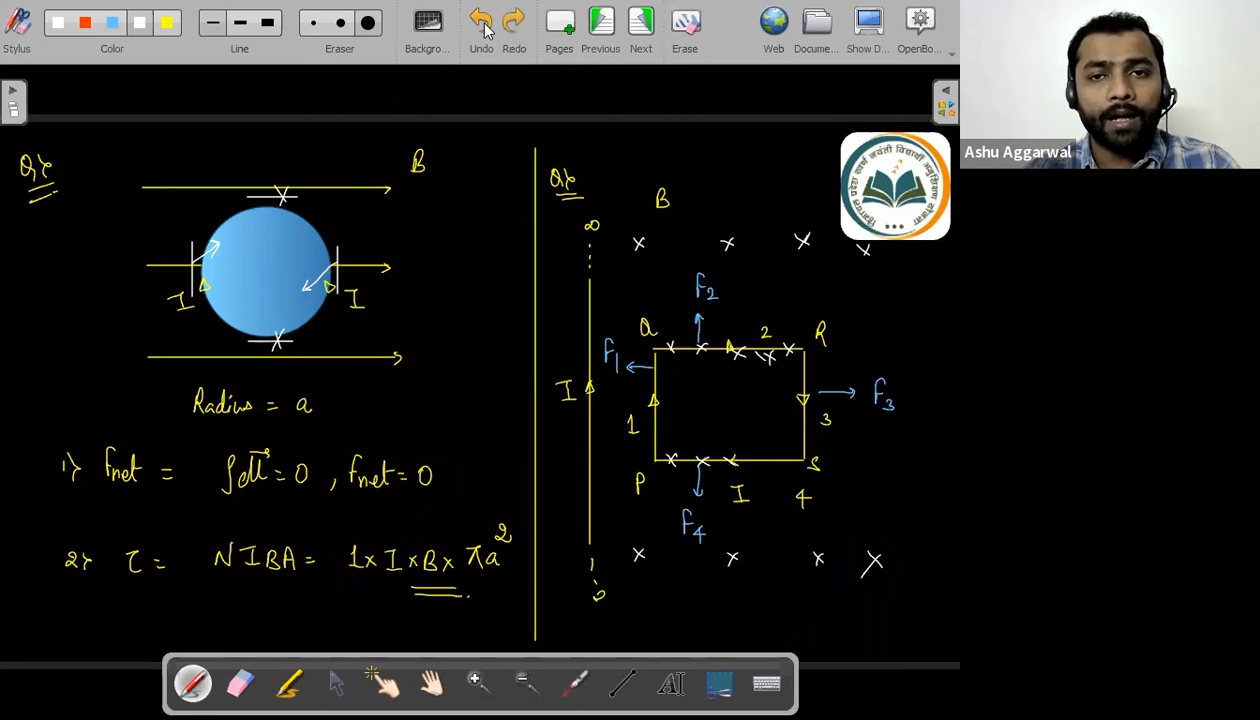 Stylus
Color
Line
Eraser
Backgro...
Undo
Redo
Pages
Previous
Next
Erase
Web
Docume...
Show D...
OpenBo...
Ashu Aggarwal
B
I
I
Radius = a
1) Fnet = ∫dl = 0 , Fnet = 0
2) τ = NIBA = 1 × I × B × πa²
B
∞
F2
Q
2
R
F1
I
1
3
F3
P
I
S
4
F4